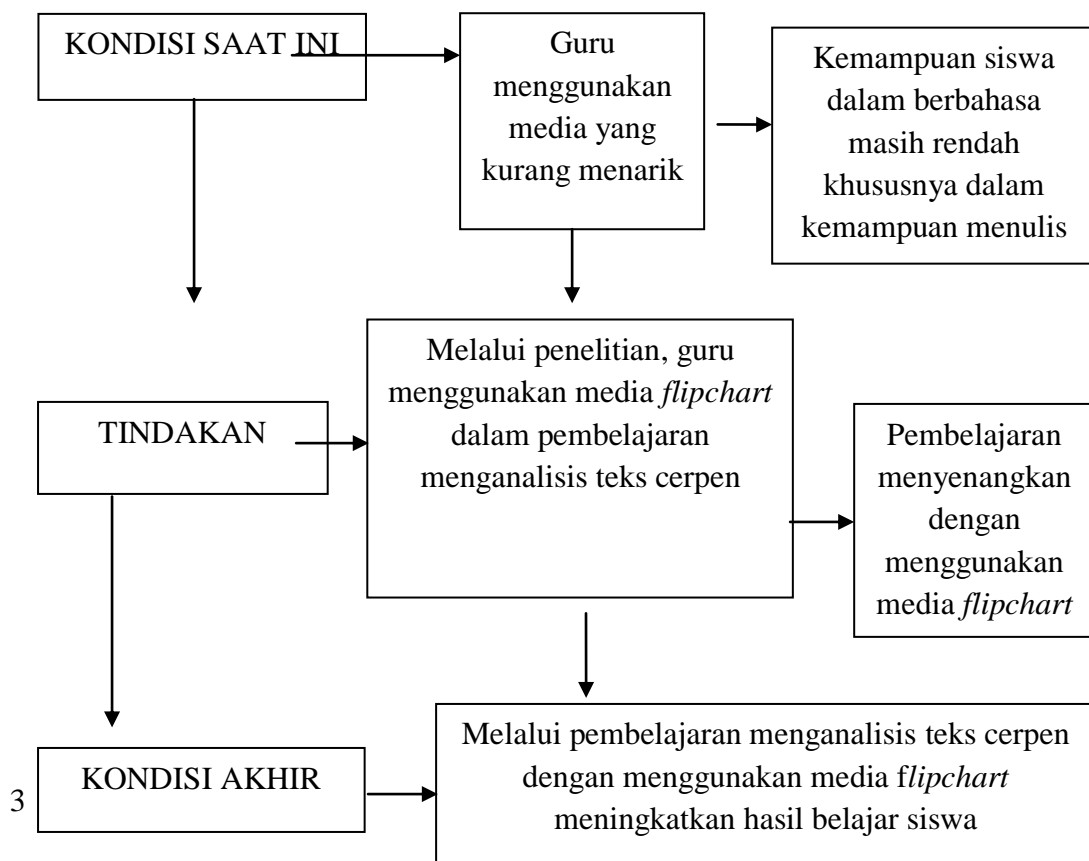 KONDISI SAAT INI
Guru
menggunakan
media yang
kurang menarik
Kemampuan siswa
dalam berbahasa
masih rendah
khususnya dalam
kemampuan menulis
TINDAKAN
Melalui penelitian, guru
menggunakan media flipchart
dalam pembelajaran
menganalisis teks cerpen
Pembelajaran
menyenangkan
dengan
menggunakan
media flipchart
KONDISI AKHIR
Melalui pembelajaran menganalisis teks cerpen
dengan menggunakan media flipchart
meningkatkan hasil belajar siswa
3